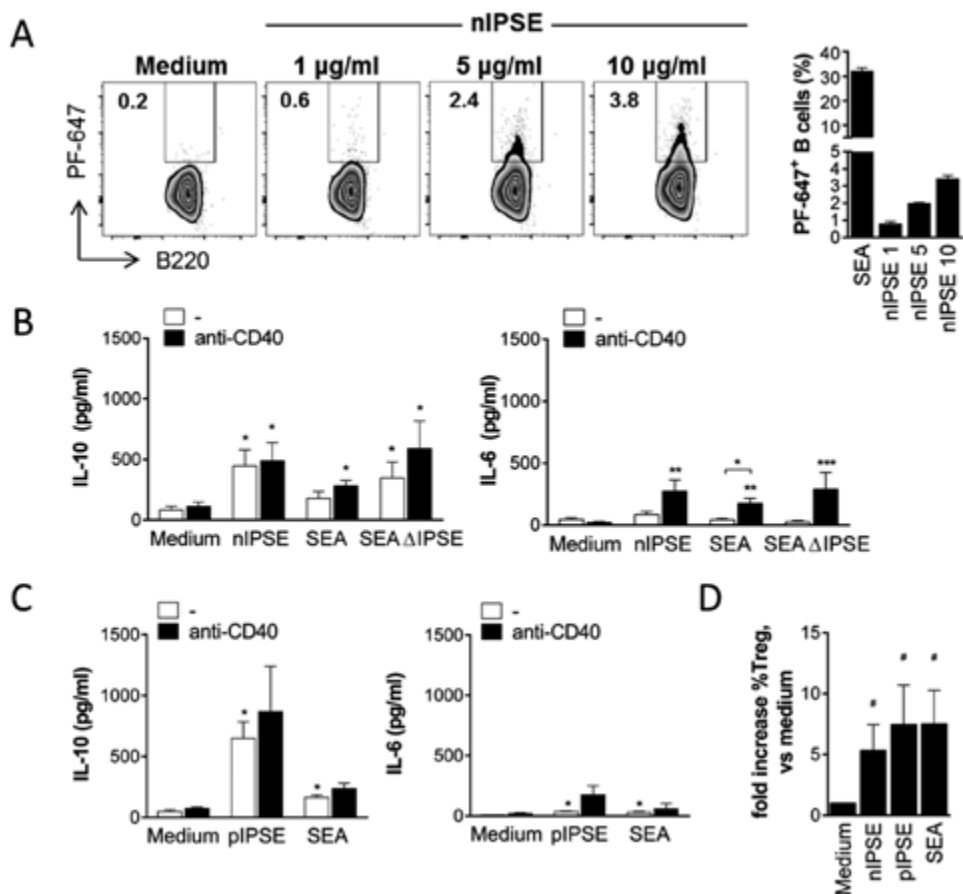 A
nIPSE
Medium
1 µg/ml
5 µg/ml
10 µg/ml
0.2
0.6
2.4
3.8
PF-647
B220
PF-647⁺ B cells (%)
40
30
20
10
5
4
3
2
1
0
SEA
nIPSE 1
nIPSE 5
nIPSE 10
B
-
anti-CD40
IL-10 (pg/ml)
1500
1000
500
0
* * * * *
Medium nIPSE SEA SEA ΔIPSE
-
anti-CD40
IL-6 (pg/ml)
1500
1000
500
0
** * ** ***
Medium nIPSE SEA SEA ΔIPSE
C
-
anti-CD40
IL-10 (pg/ml)
1500
1000
500
0
* *
Medium pIPSE SEA
-
anti-CD40
IL-6 (pg/ml)
1500
1000
500
0
* *
Medium pIPSE SEA
D
fold increase %Treg,
vs medium
15
10
5
0
# # #
Medium
nIPSE
pIPSE
SEA